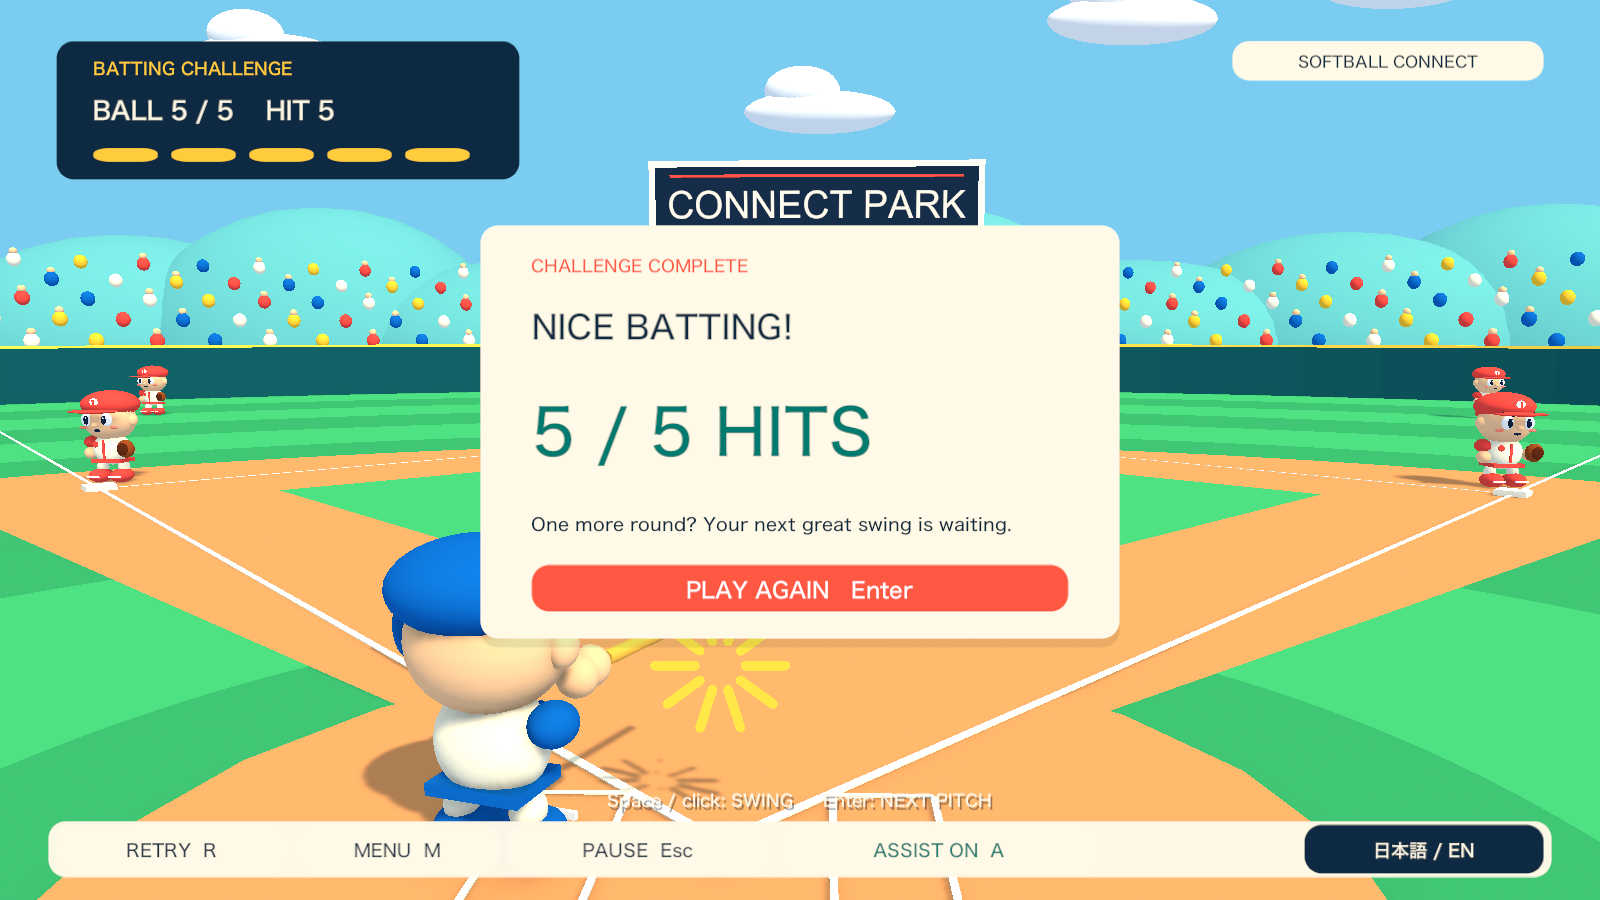 BATTING CHALLENGE
BALL 5 / 5 HIT 5
SOFTBALL CONNECT
CONNECT PARK
CHALLENGE COMPLETE
NICE BATTING!
5 / 5 HITS
One more round? Your next great swing is waiting.
PLAY AGAIN Enter
Space / click: SWING Enter: NEXT PITCH
RETRY R MENU M PAUSE Esc ASSIST ON A 日本語 / EN